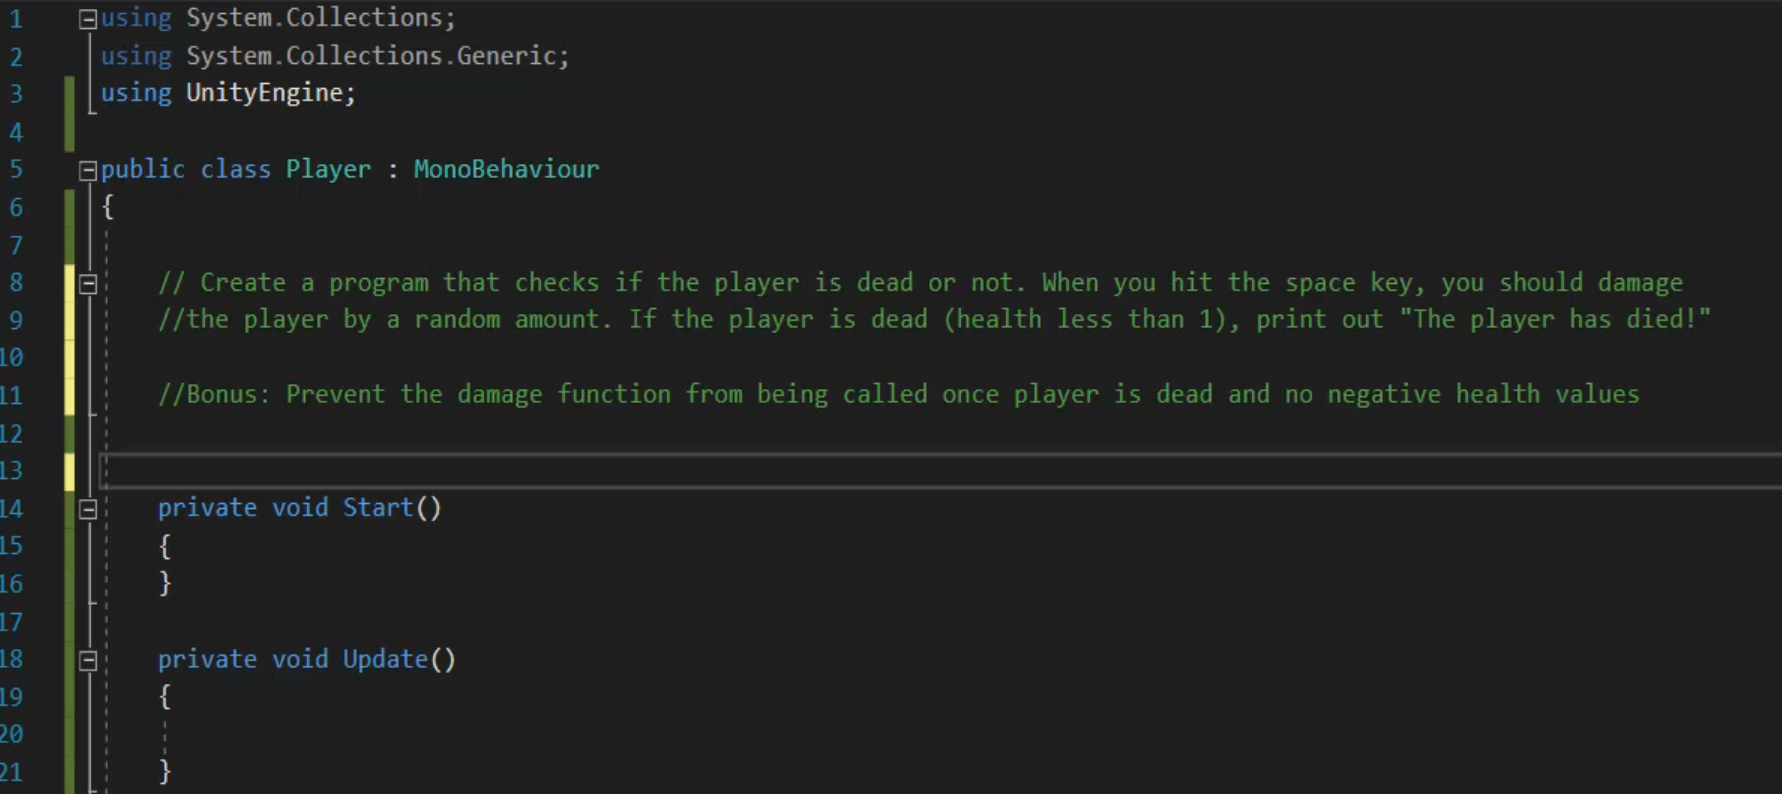 1 using System.Collections;
2 using System.Collections.Generic;
3 using UnityEngine;
4
5 public class Player : MonoBehaviour
6 {
7
8 // Create a program that checks if the player is dead or not. When you hit the space key, you should damage
9 //the player by a random amount. If the player is dead (health less than 1), print out "The player has died!"
10
11 //Bonus: Prevent the damage function from being called once player is dead and no negative health values
12
13
14 private void Start()
15 {
16 }
17
18 private void Update()
19 {
20
21 }